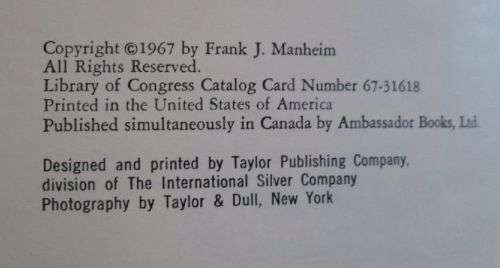 Copyright ©1967 by Frank J. Manheim
All Rights Reserved.
Library of Congress Catalog Card Number 67-31618
Printed in the United States of America
Published simultaneously in Canada by Ambassador Books, Ltd.
Designed and printed by Taylor Publishing Company,
division of The International Silver Company
Photography by Taylor & Dull, New York